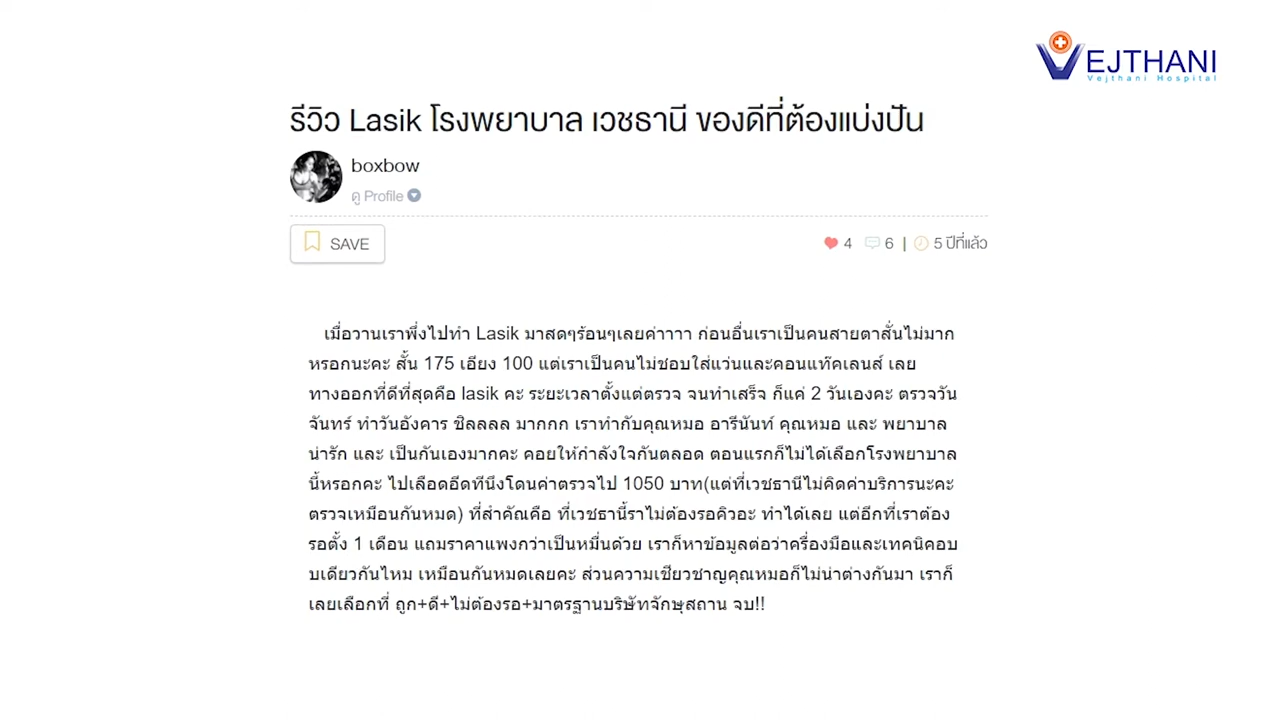 VEJTHANI
Vejthani Hospital
รีวิว Lasik โรงพยาบาล เวชธานี ของดีที่ต้องแบ่งปัน
boxbow
ดู Profile
SAVE
4 6 | 5 ปีที่แล้ว
เมื่อวานเราพึ่งไปทำ Lasik มาสดๆร้อนๆเลยค่าาาา ก่อนอื่นเราเป็นคนสายตาสั่นไม่มาก
หรอกนะคะ สั้น 175 เอียง 100 แต่เราเป็นคนไม่ชอบใส่แว่นและคอนแท๊คเลนส์ เลย
ทางออกที่ดีที่สุดคือ lasik คะ ระยะเวลาตั้งแต่ตรวจ จนทำเสร็จ ก็แค่ 2 วันเองคะ ตรวจวัน
จันทร์ ทำวันอังคาร ชิลลลล มากกก เราทำกับคุณหมอ อารีนันท์ คุณหมอ และ พยาบาล
น่ารัก และ เป็นกันเองมากคะ คอยให้กำลังใจกันตลอด ตอนแรกก็ไม่ได้เลือกโรงพยาบาล
นี้หรอกคะ ไปเลือดอีดทีนึงโดนค่าตรวจไป 1050 บาท(แต่ที่เวชธานีไม่คิดค่าบริการนะคะ
ตรวจเหมือนกันหมด) ที่สำคัณคือ ที่เวชธานี้ราไม่ต้องรอคิวอะ ทำได้เลย แต่อีกที่เราต้อง
รอตั้ง 1 เดือน แถมราคาแพงกว่าเป็นหมื่นด้วย เราก็หาข้อมูลต่อว่าครื่องมือและเทคนิคอบ
บเดียวกันไหม เหมือนกันหมดเลยคะ ส่วนความเชียวชาญคุณหมอก็ไม่น่าต่างกันมา เราก็
เลยเลือกที่ ถูก+ดี+ไม่ต้องรอ+มาตรฐานบริษัทจักษุสถาน จบ!!